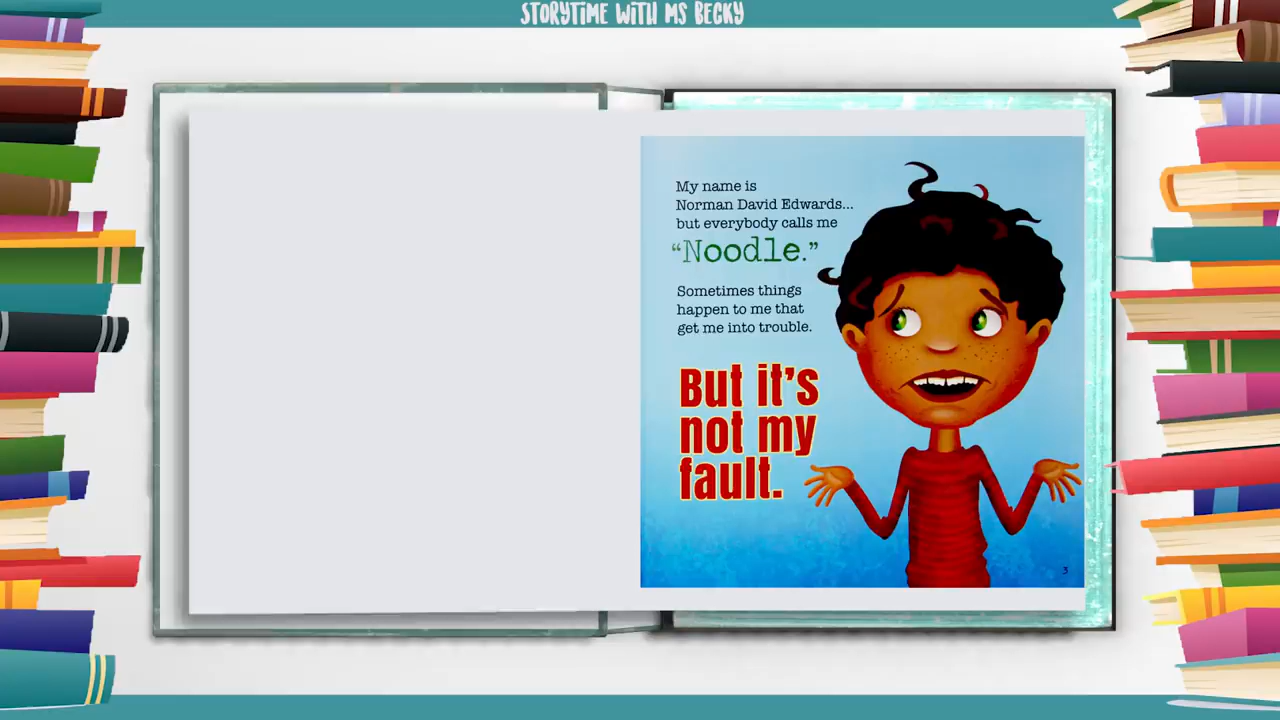 STORYTIME WITH MS BECKY
My name is
Norman David Edwards...
but everybody calls me
“Noodle.”
Sometimes things
happen to me that
get me into trouble.
But it’s
not my
fault.
3